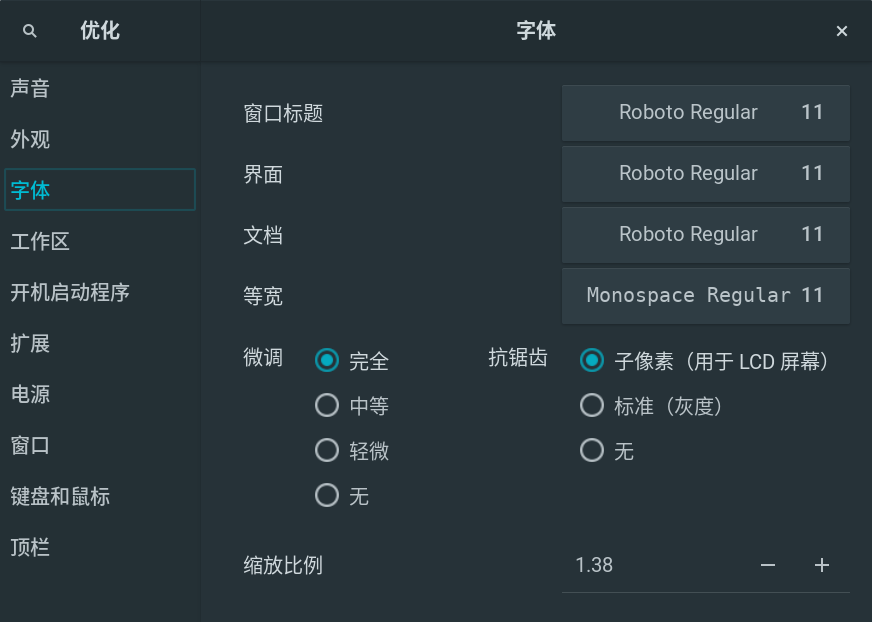 优化
字体
声音
外观
字体
工作区
开机启动程序
扩展
电源
窗口
键盘和鼠标
顶栏
窗口标题 Roboto Regular 11
界面 Roboto Regular 11
文档 Roboto Regular 11
等宽 Monospace Regular 11
微调 完全 抗锯齿 子像素（用于 LCD 屏幕）
中等 标准（灰度）
轻微 无
无
缩放比例 1.38 − +